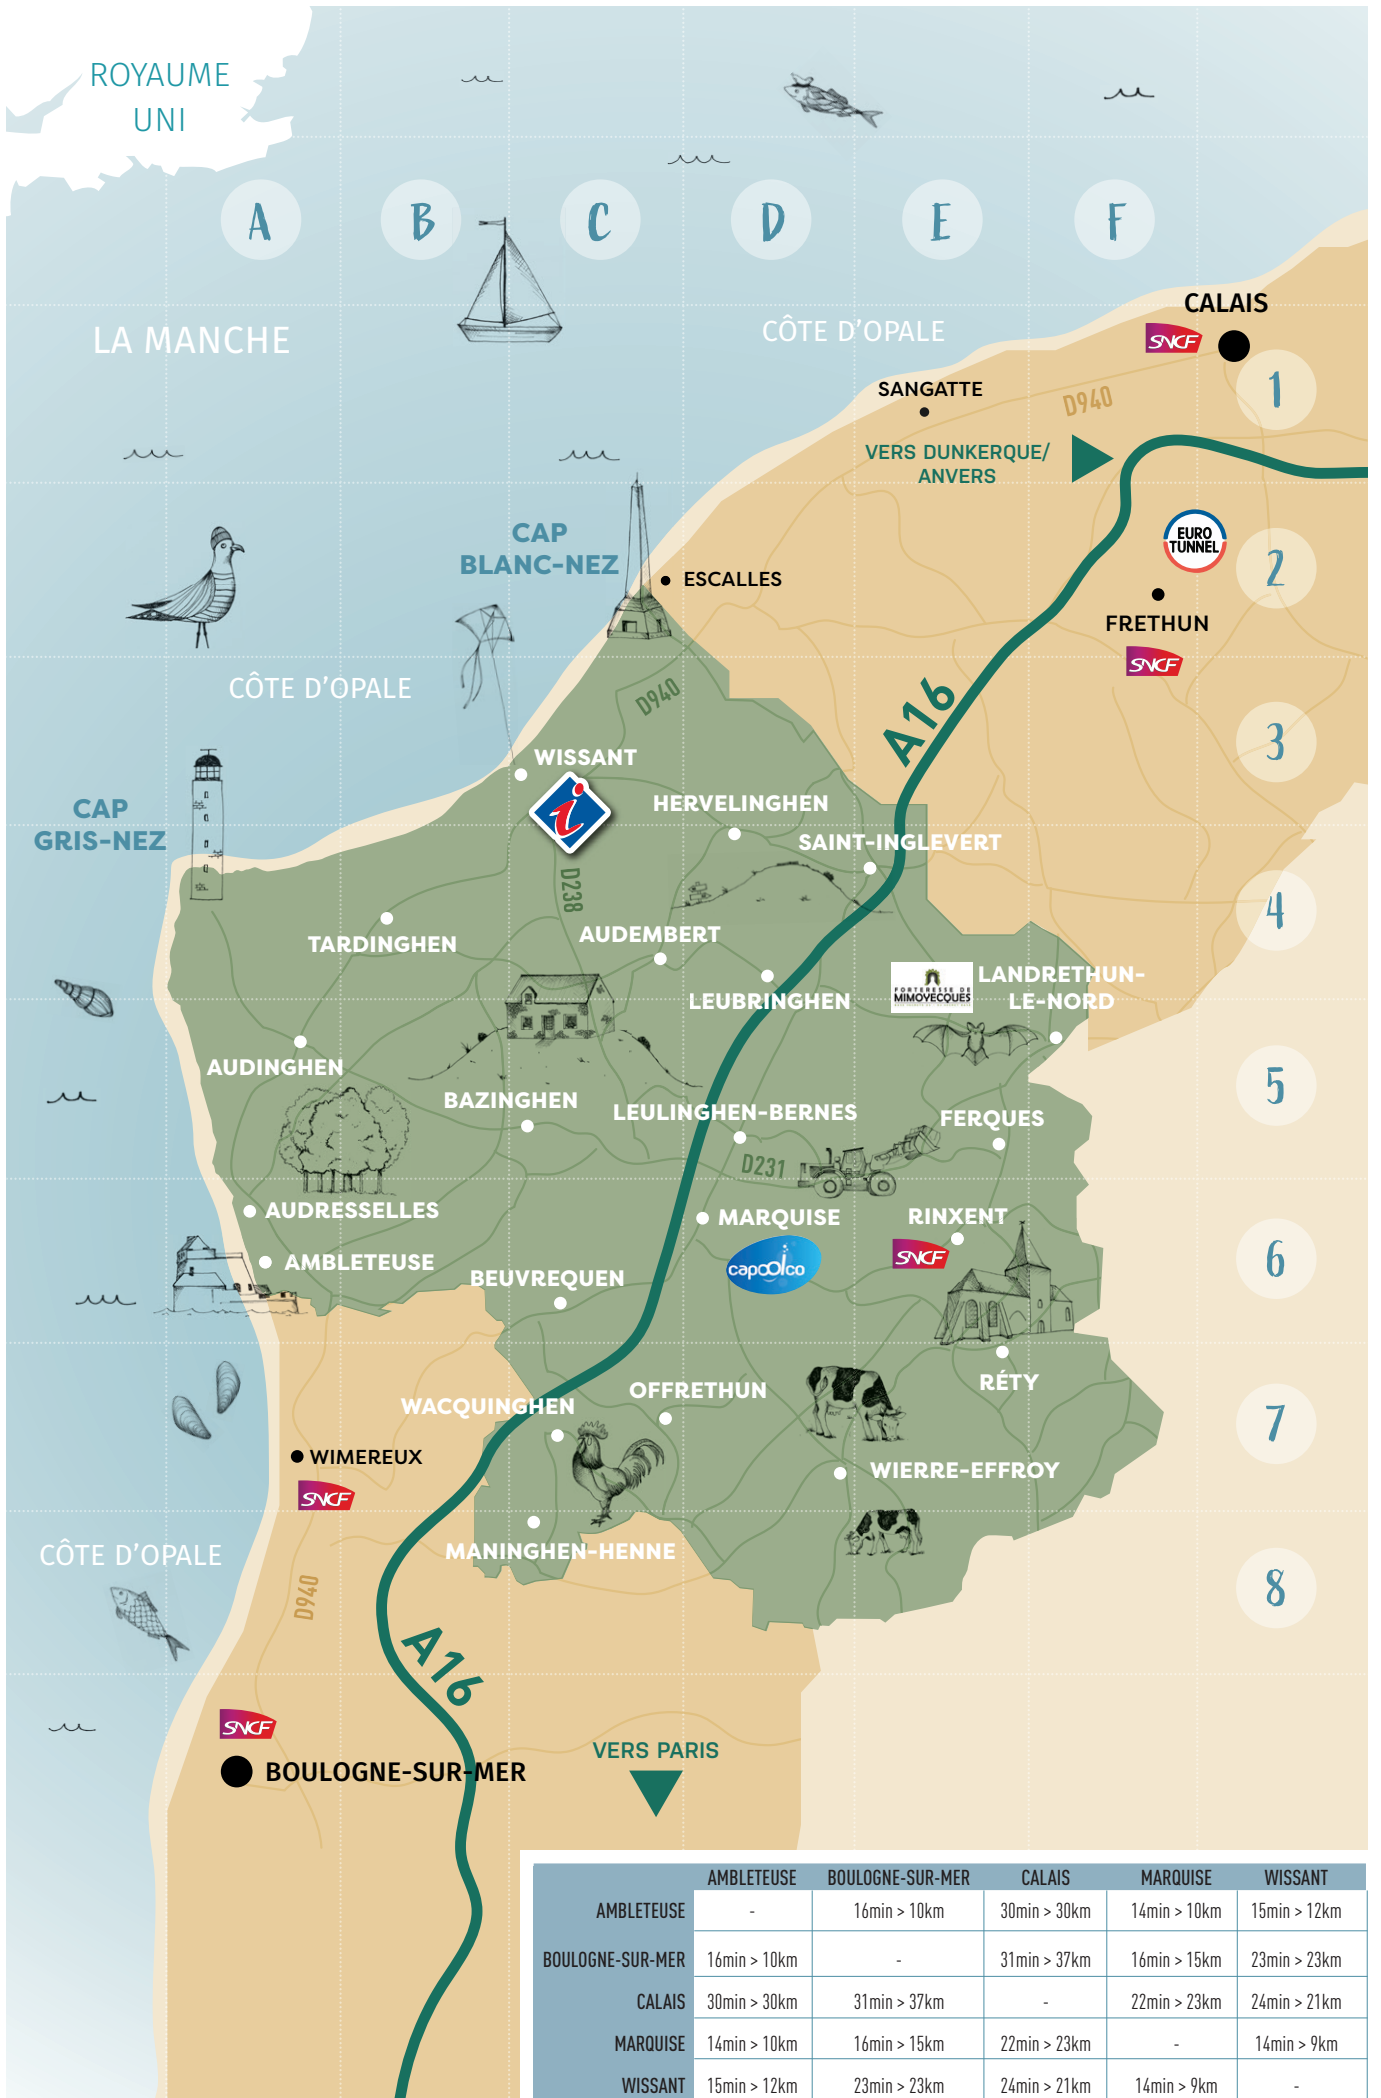 ROYAUME
UNI
A
B
C
D
E
F
LA MANCHE
CÔTE D'OPALE
CALAIS
SNCF
1
SANGATTE
D940
VERS DUNKERQUE/
ANVERS
CAP
BLANC-NEZ
EURO
TUNNEL
2
ESCALLES
FRETHUN
SNCF
CÔTE D'OPALE
D940
A16
3
WISSANT
i
CAP
GRIS-NEZ
HERVELINGHEN
SAINT-INGLEVERT
D238
4
TARDINGHEN
AUDEMBERT
LEUBRINGHEN
FORTERESSE DE
MIMOYECQUES
LANDRETHUN-
LE-NORD
AUDINGHEN
5
BAZINGHEN
LEULINGHEN-BERNES
FERQUES
D231
AUDRESSELLES
MARQUISE
RINXENT
SNCF
capoolco
6
AMBLETEUSE
BEUVREQUEN
RÉTY
OFFRETHUN
WACQUINGHEN
7
WIMEREUX
SNCF
WIERRE-EFFROY
MANINGHEN-HENNE
CÔTE D'OPALE
D940
8
A16
SNCF
BOULOGNE-SUR-MER
VERS PARIS
AMBLETEUSE BOULOGNE-SUR-MER CALAIS MARQUISE WISSANT
AMBLETEUSE - 16min > 10km 30min > 30km 14min > 10km 15min > 12km
BOULOGNE-SUR-MER 16min > 10km - 31min > 37km 16min > 15km 23min > 23km
CALAIS 30min > 30km 31min > 37km - 22min > 23km 24min > 21km
MARQUISE 14min > 10km 16min > 15km 22min > 23km - 14min > 9km
WISSANT 15min > 12km 23min > 23km 24min > 21km 14min > 9km -